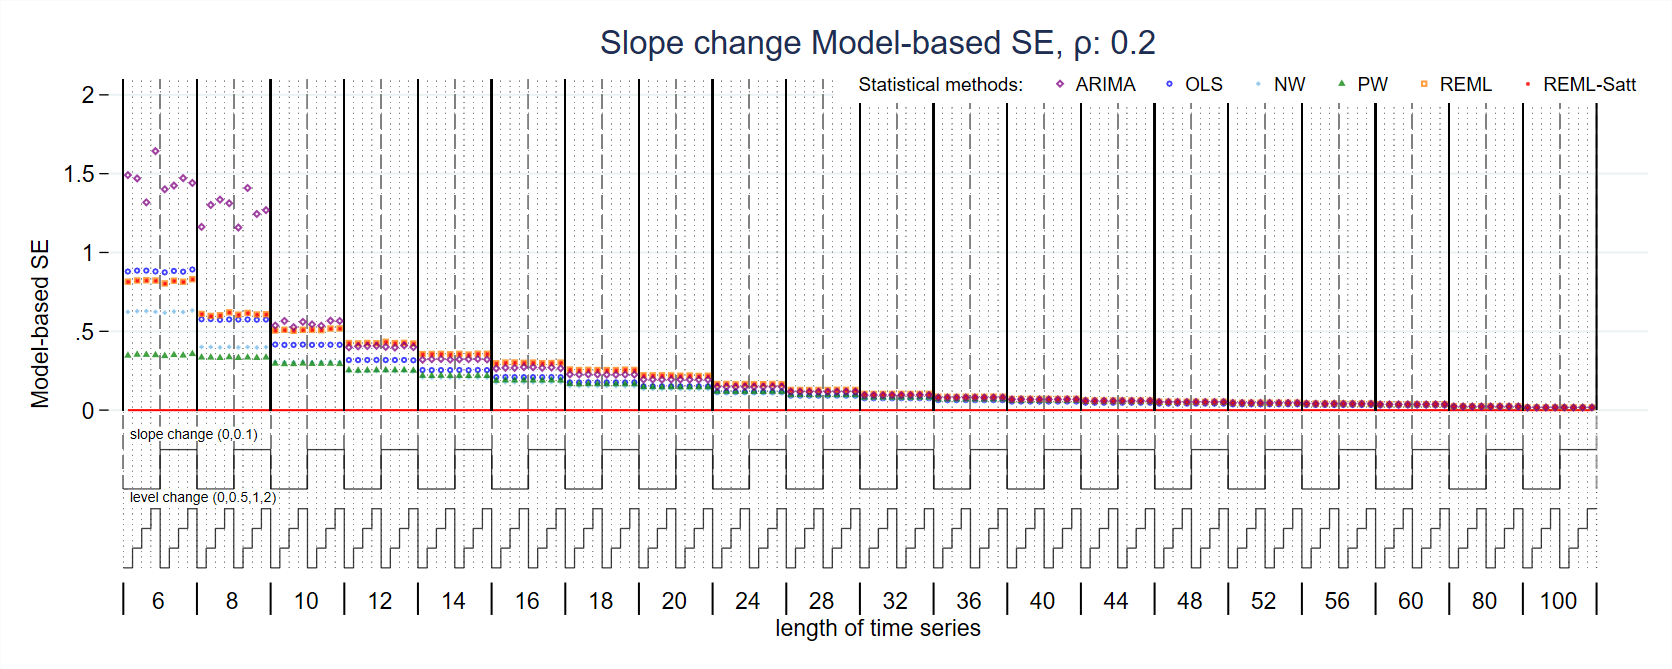 Slope change Model-based SE, ρ: 0.2
Statistical methods: ARIMA OLS NW PW REML REML-Satt
2
1.5
1
.5
0
Model-based SE
slope change (0,0.1)
level change (0,0.5,1,2)
6 8 10 12 14 16 18 20 24 28 32 36 40 44 48 52 56 60 80 100
length of time series